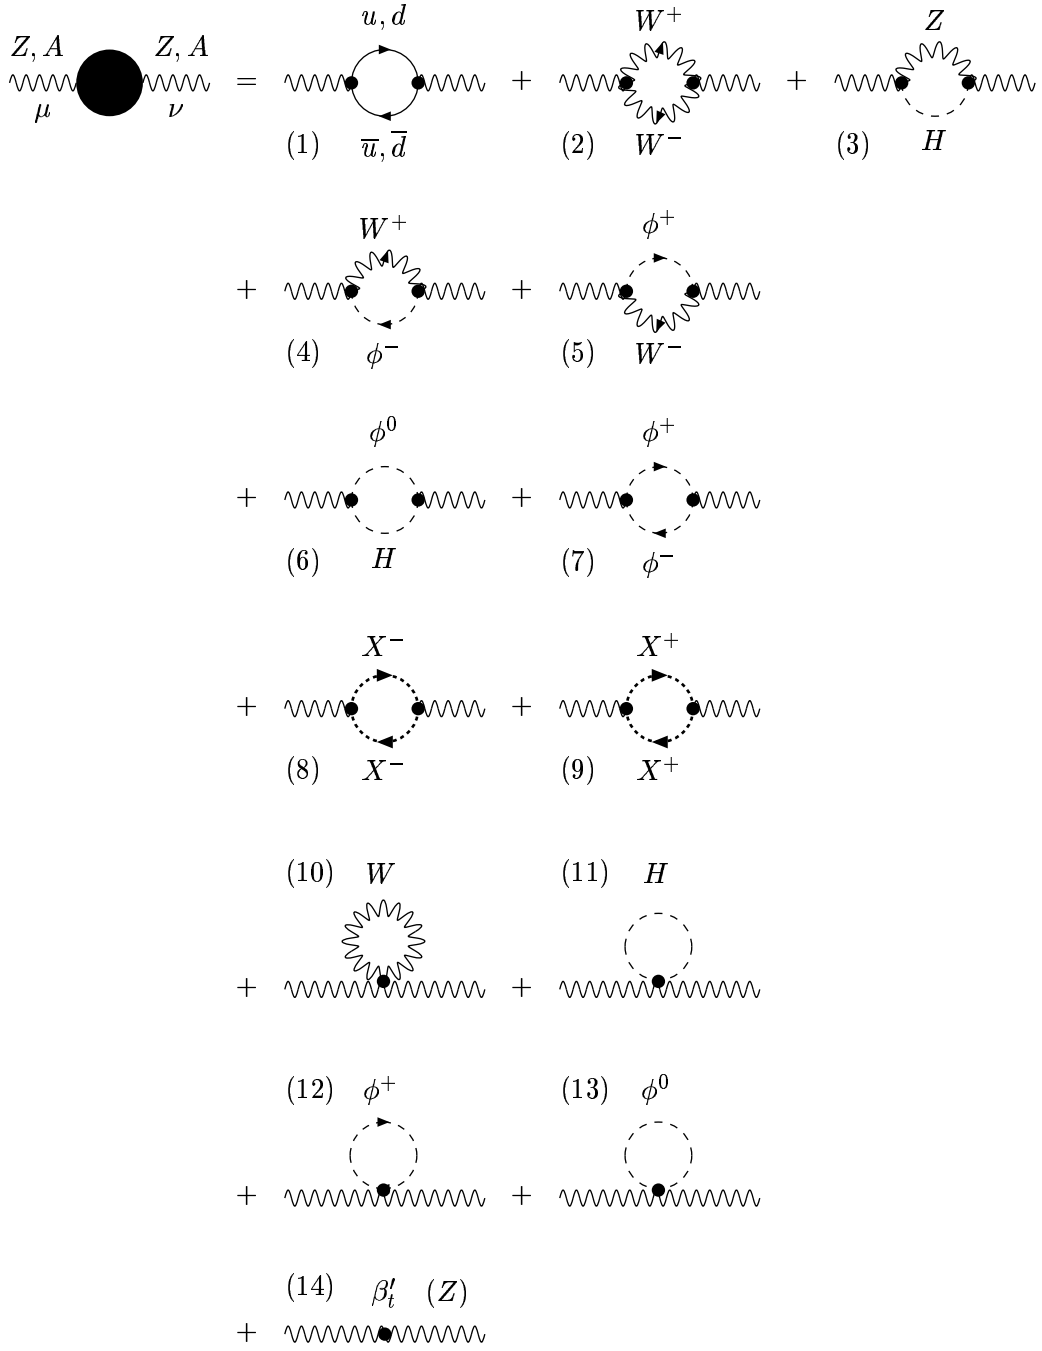 u, d W⁺ Z
Z, A Z, A = + +
μ ν
(1) u̅, d̅ (2) W⁻ (3) H
W⁺ ϕ⁺
+ +
(4) ϕ⁻ (5) W⁻
ϕ⁰ ϕ⁺
+ +
(6) H (7) ϕ⁻
X⁻ X⁺
+ +
(8) X⁻ (9) X⁺
(10) W (11) H
+ +
(12) ϕ⁺ (13) ϕ⁰
+ +
(14) β′ₜ (Z)
+